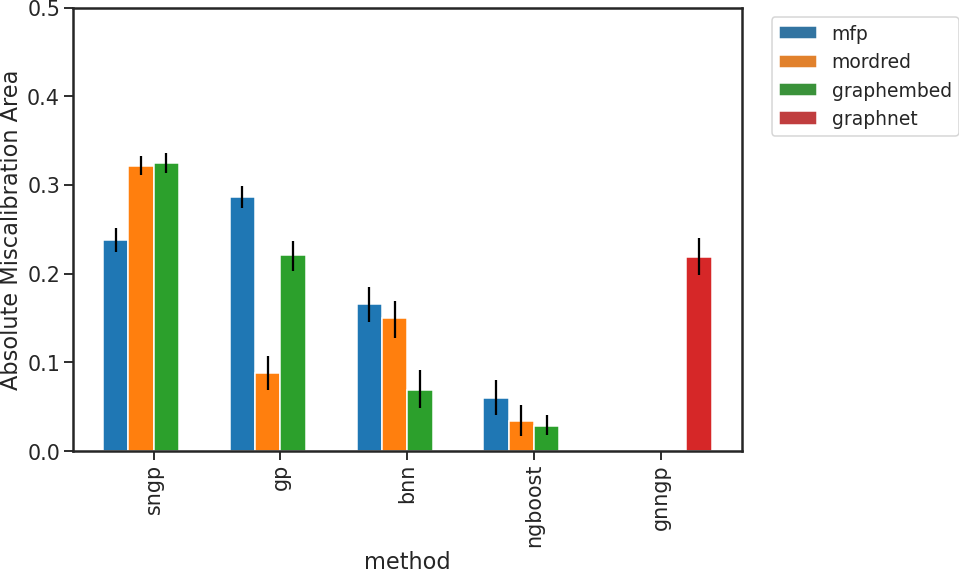 0.5
0.4
0.3
0.2
0.1
0.0
Absolute Miscalibration Area
sngp
gp
bnn
ngboost
gnngp
method
mfp
mordred
graphembed
graphnet